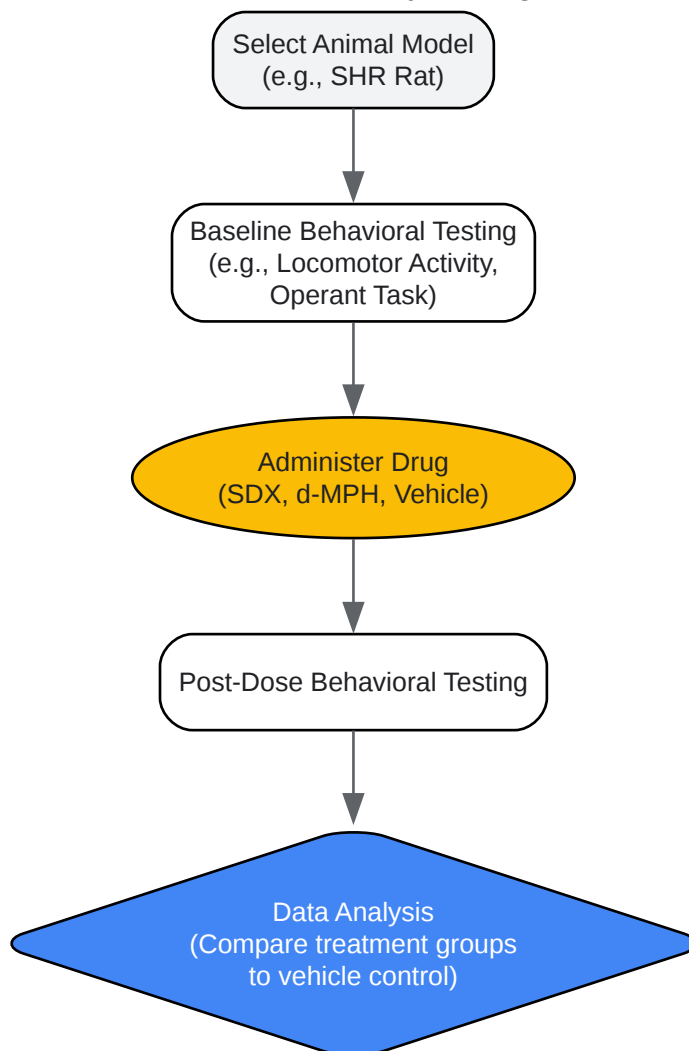 Select Animal Model
(e.g., SHR Rat)
Baseline Behavioral Testing
(e.g., Locomotor Activity,
Operant Task)
Administer Drug
(SDX, d-MPH, Vehicle)
Post-Dose Behavioral Testing
Data Analysis
(Compare treatment groups
to vehicle control)